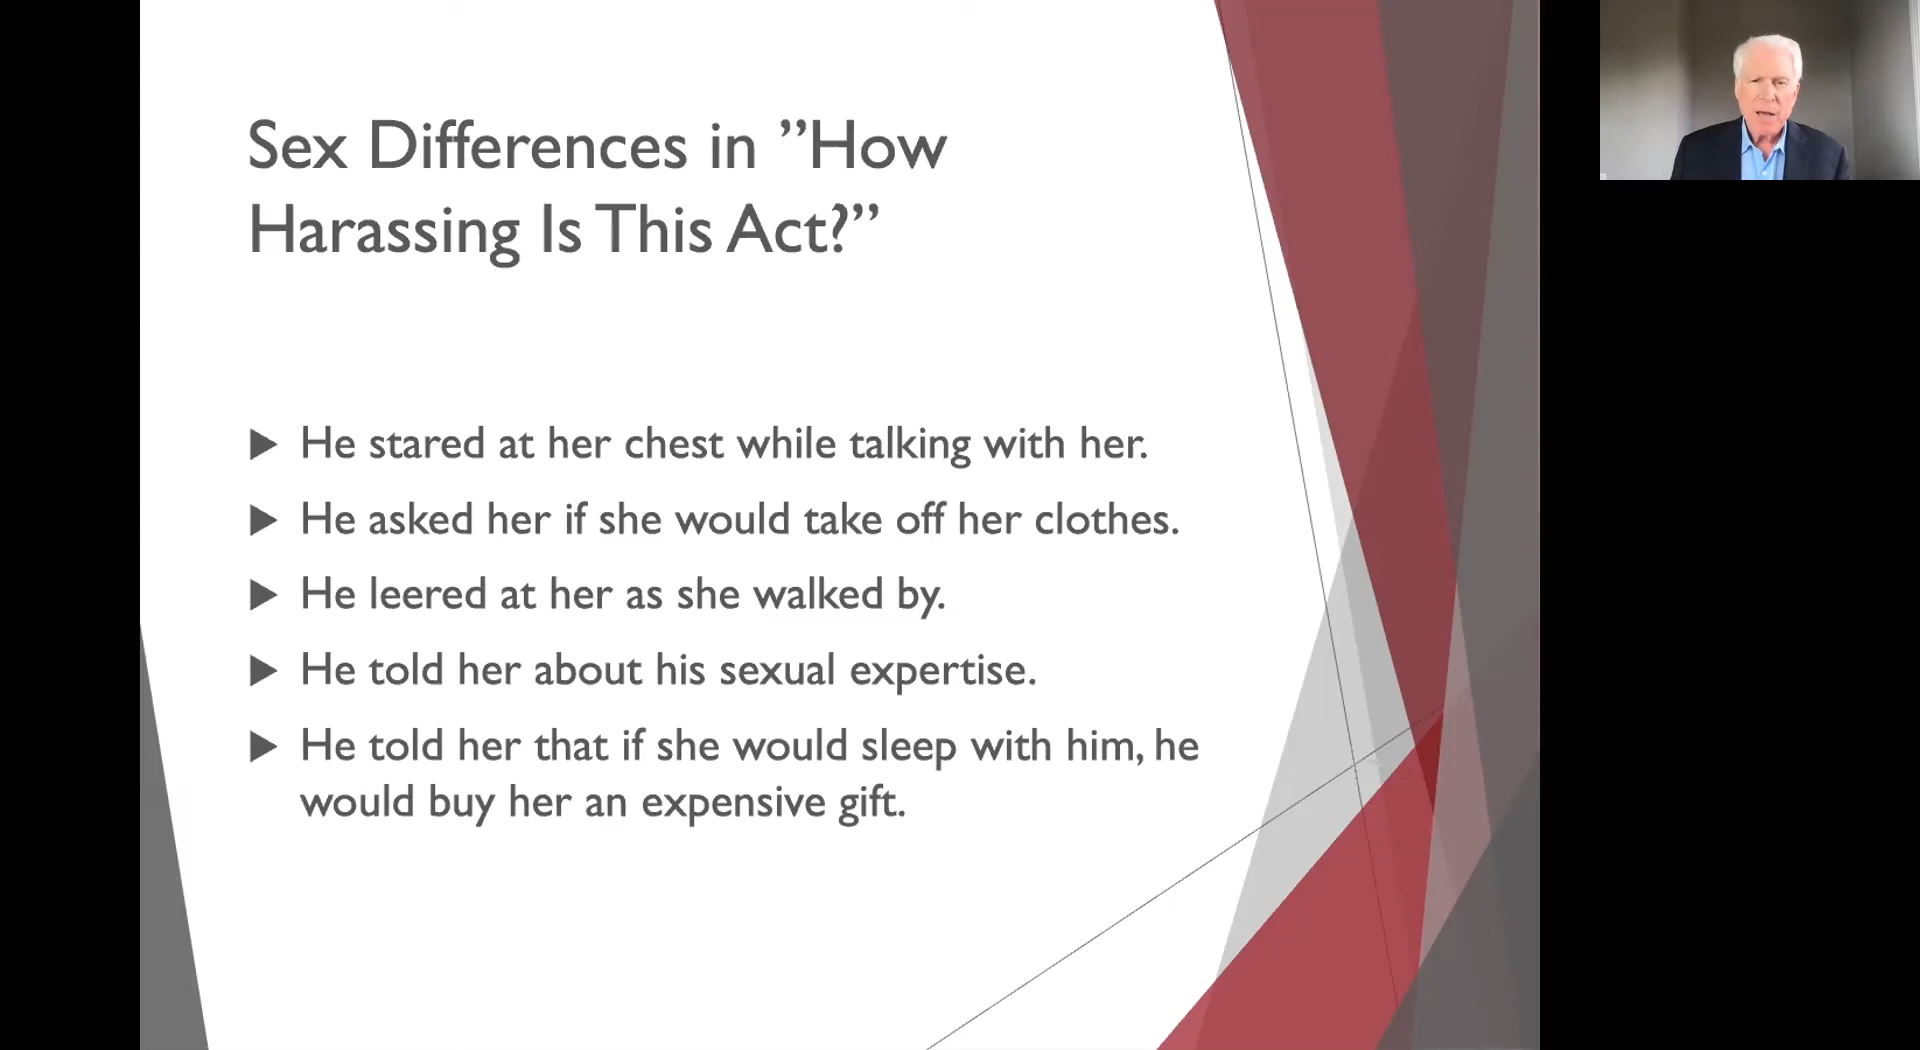 Sex Differences in ”How
Harassing Is This Act?”
▶ He stared at her chest while talking with her.
▶ He asked her if she would take off her clothes.
▶ He leered at her as she walked by.
▶ He told her about his sexual expertise.
▶ He told her that if she would sleep with him, he
would buy her an expensive gift.